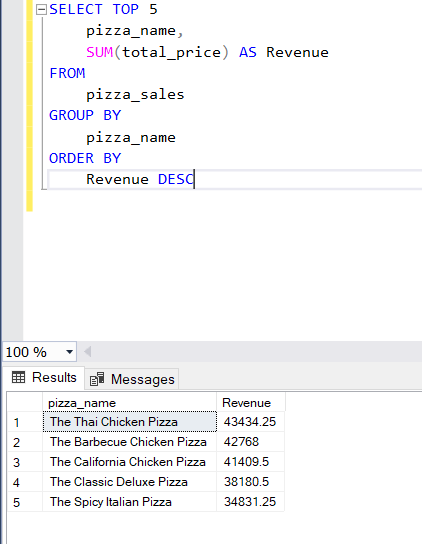 SELECT TOP 5
pizza_name,
SUM(total_price) AS Revenue
FROM
pizza_sales
GROUP BY
pizza_name
ORDER BY
Revenue DESC
100 %
Results Messages
pizza_name Revenue
1 The Thai Chicken Pizza 43434.25
2 The Barbecue Chicken Pizza 42768
3 The California Chicken Pizza 41409.5
4 The Classic Deluxe Pizza 38180.5
5 The Spicy Italian Pizza 34831.25